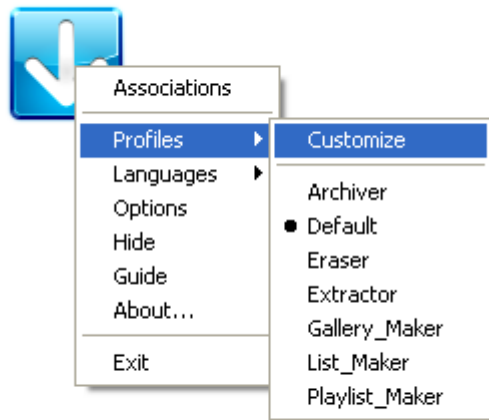 Associations
Profiles
Languages
Options
Hide
Guide
About...
Exit
Customize
Archiver
Default
Eraser
Extractor
Gallery_Maker
List_Maker
Playlist_Maker